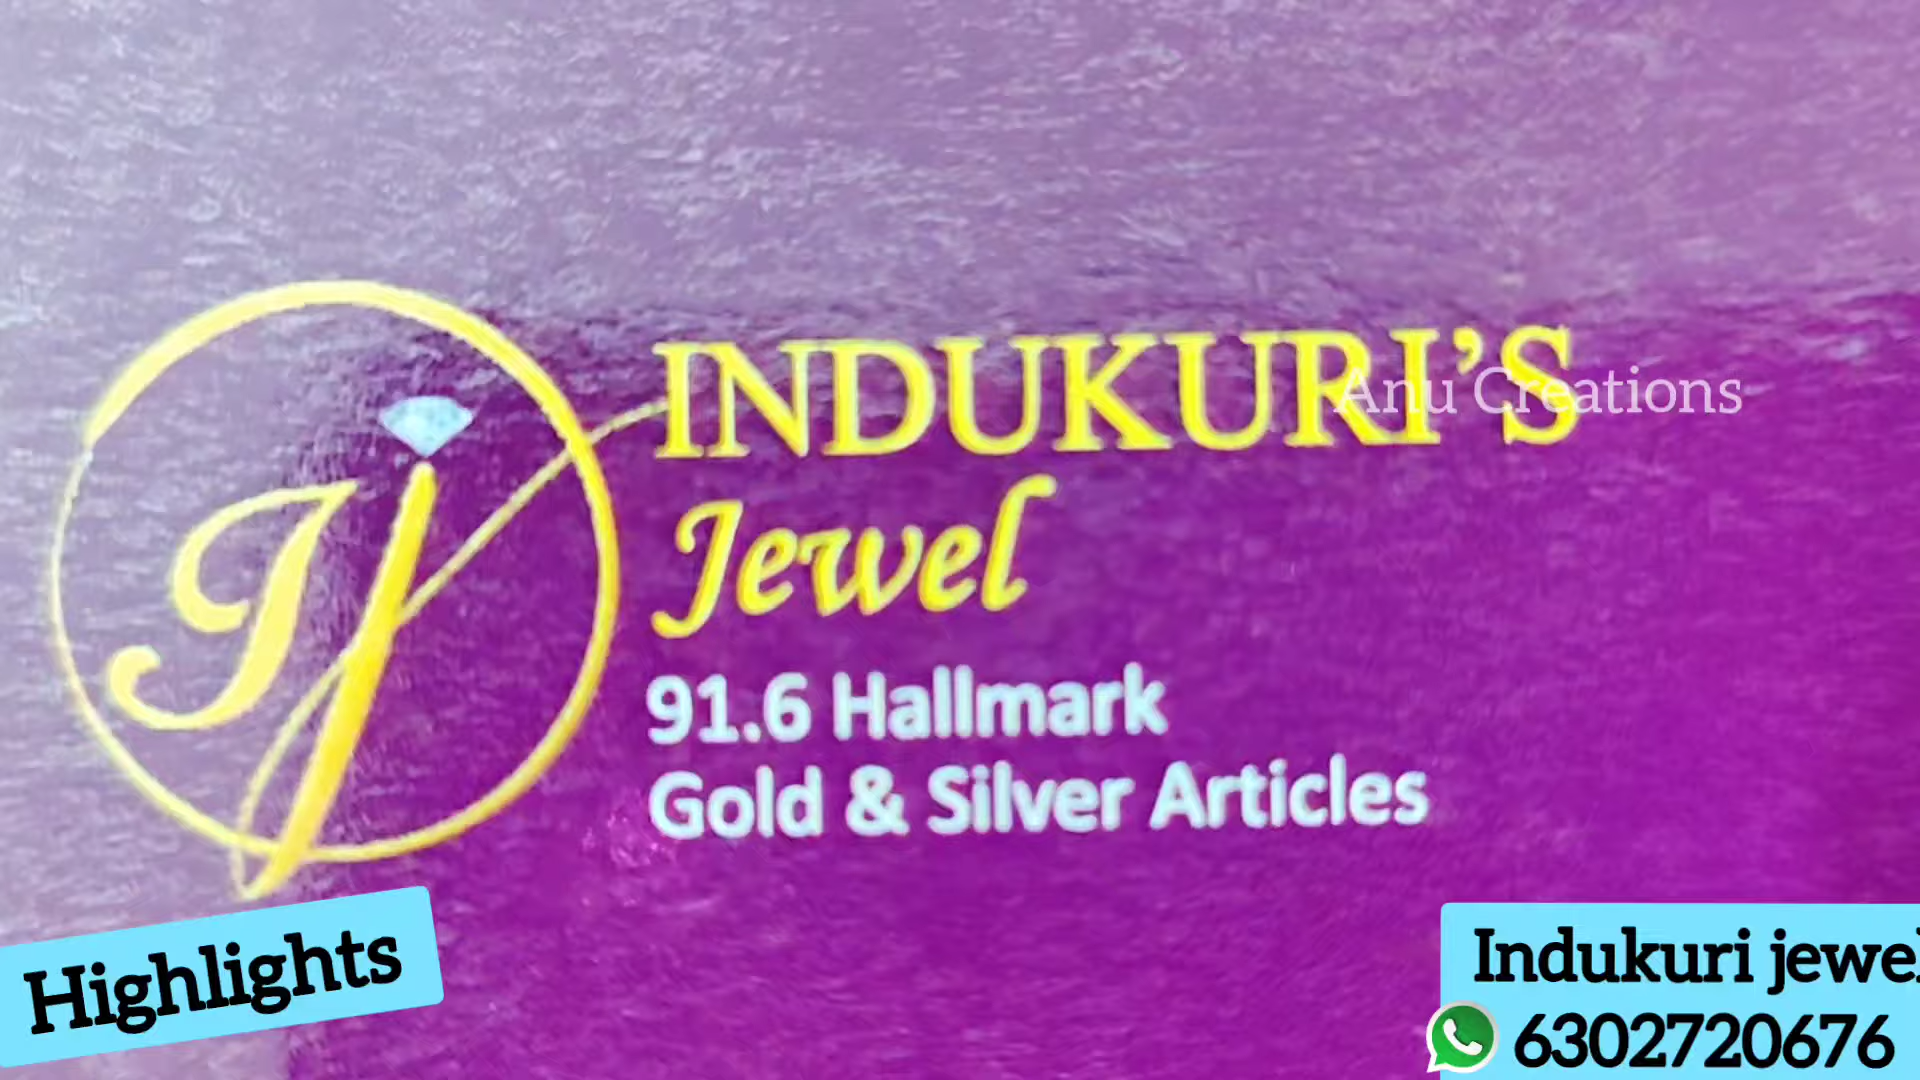 INDUKURI'S
Anu Creations
Jewel
91.6 Hallmark
Gold & Silver Articles
Highlights
Indukuri jewel
6302720676